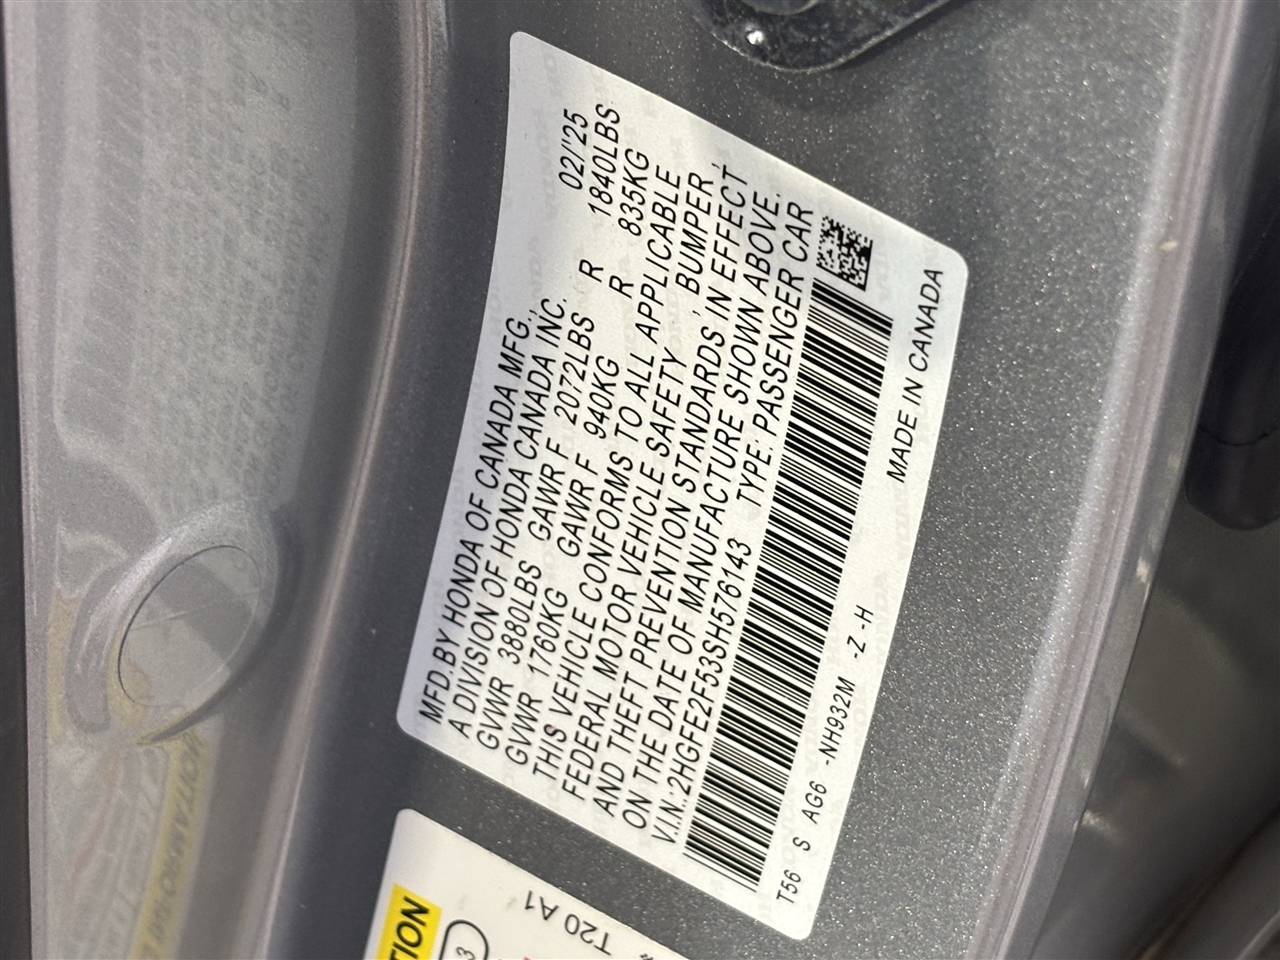 MFD.BY HONDA OF CANADA MFG.,
A DIVISION OF HONDA CANADA INC. 02/'25
GVWR 3880LBS GAWR F 2072LBS R 1840LBS
GVWR 1760KG GAWR F 940KG R 835KG
THIS VEHICLE CONFORMS TO ALL APPLICABLE
FEDERAL MOTOR VEHICLE SAFETY , BUMPER ,
AND THEFT PREVENTION STANDARDS IN EFFECT
ON THE DATE OF MANUFACTURE SHOWN ABOVE.
V.I.N.:2HGFE2F53SH576143 TYPE: PASSENGER CAR
MADE IN CANADA
T56 S AG6 -NH932M -Z -H
T20 A1
3